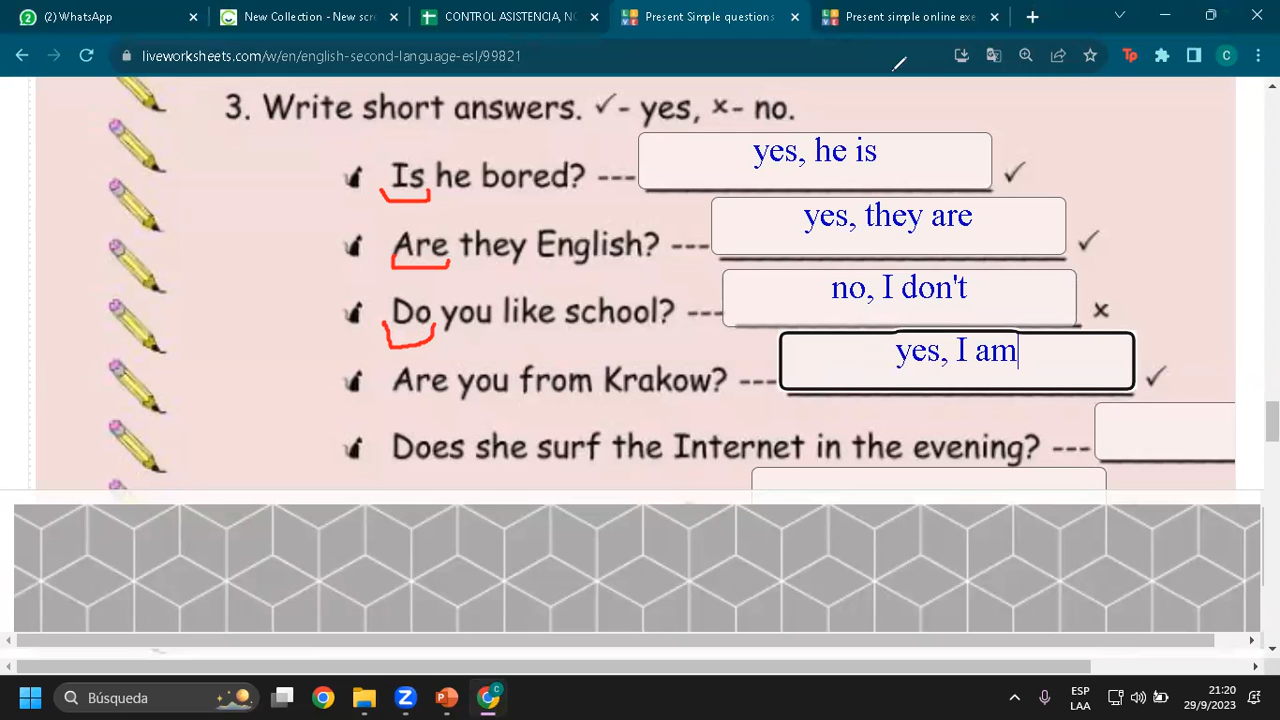 (2) WhatsApp
New Collection - New scre
CONTROL ASISTENCIA, NO
Present Simple questions
Present simple online exe
liveworksheets.com/w/en/english-second-language-esl/99821
Tp
C
3. Write short answers. ✓- yes, ×- no.
Is he bored? --- yes, he is ✓
Are they English? --- yes, they are ✓
Do you like school? --- no, I don't ×
Are you from Krakow? --- yes, I am ✓
Does she surf the Internet in the evening? ---
Búsqueda
ESP
LAA
21:20
29/9/2023